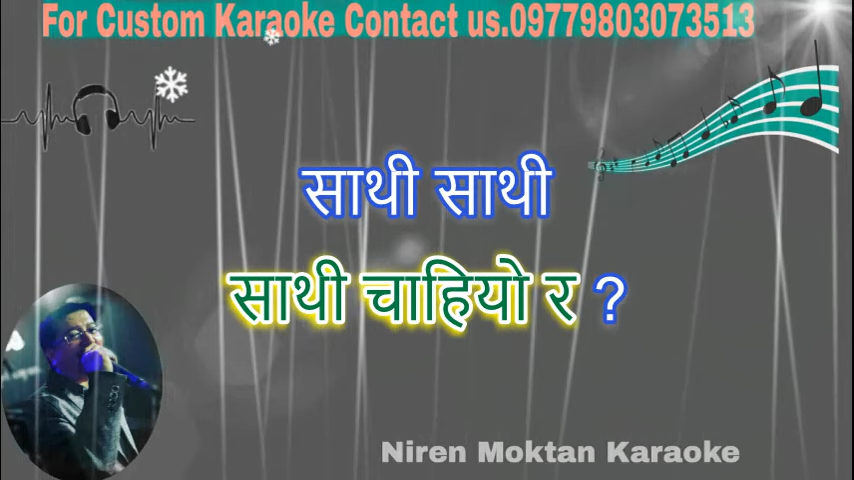 For Custom Karaoke Contact us.09779803073513
साथी साथी
साथी चाहियो र ?
Niren Moktan Karaoke